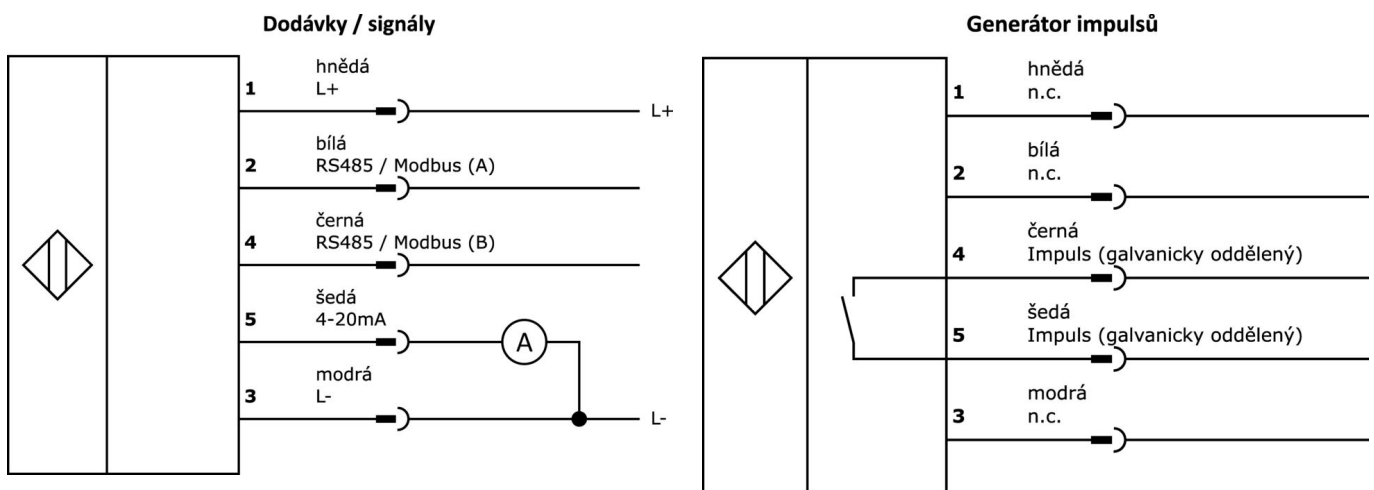 Dodávky / signály
hnědá
1 L+
L+
bílá
2 RS485 / Modbus (A)
černá
4 RS485 / Modbus (B)
šedá
5 4-20mA
A
modrá
3 L-
L-
Generátor impulsů
hnědá
1 n.c.
bílá
2 n.c.
černá
4 Impuls (galvanicky oddělený)
šedá
5 Impuls (galvanicky oddělený)
modrá
3 n.c.